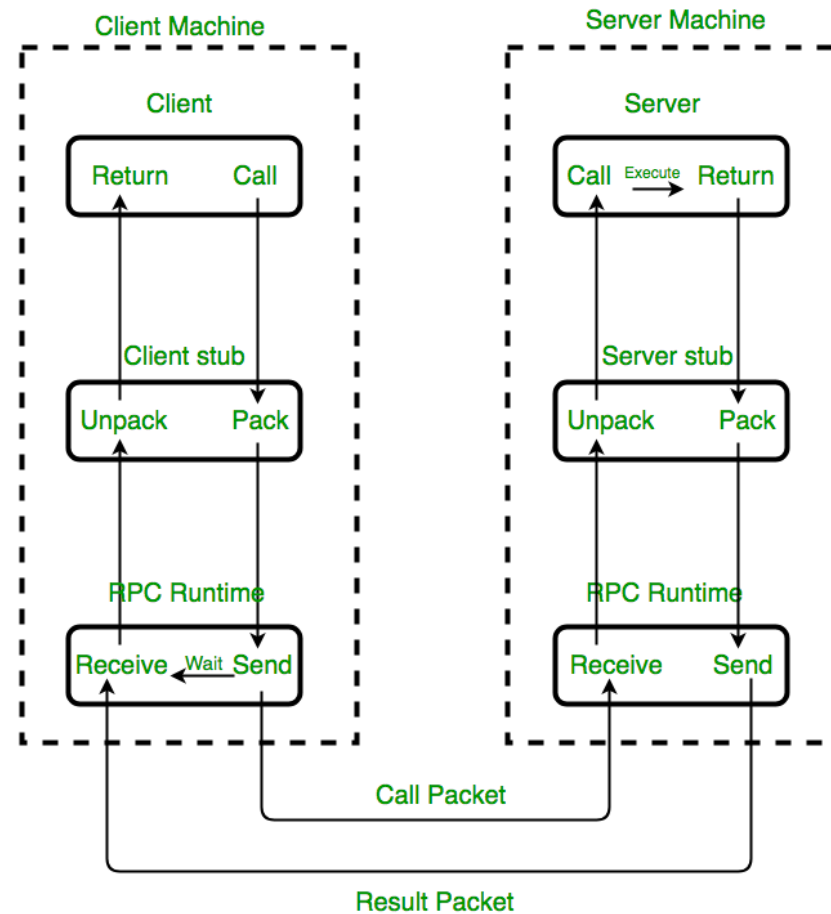 Client Machine
Server Machine
Client
Server
Return Call
Call Execute Return
Client stub
Server stub
Unpack Pack
Unpack Pack
RPC Runtime
RPC Runtime
Receive Wait Send
Receive Send
Call Packet
Result Packet